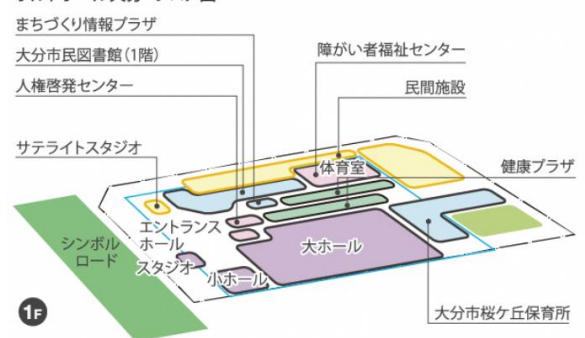 まちづくり情報プラザ
大分市民図書館(1階)
人権啓発センター
障がい者福祉センター
民間施設
サテライトスタジオ
体育室
健康プラザ
エントランス
ホール
シンボル
ロード
スタジオ
小ホール
大ホール
大分市桜ケ丘保育所
1F